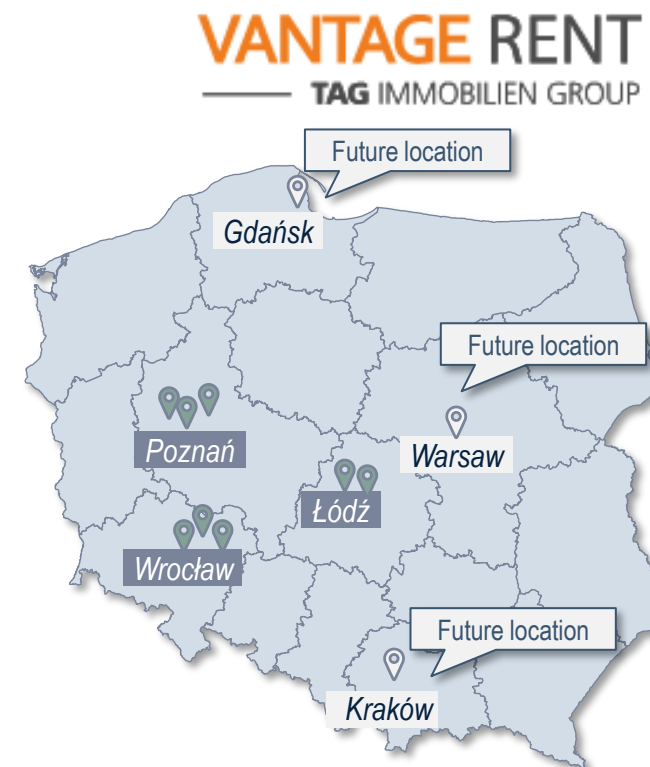 VANTAGE RENT
TAG IMMOBILIEN GROUP
Future location
Gdańsk
Future location
Poznań
Warsaw
Łódź
Wrocław
Future location
Kraków